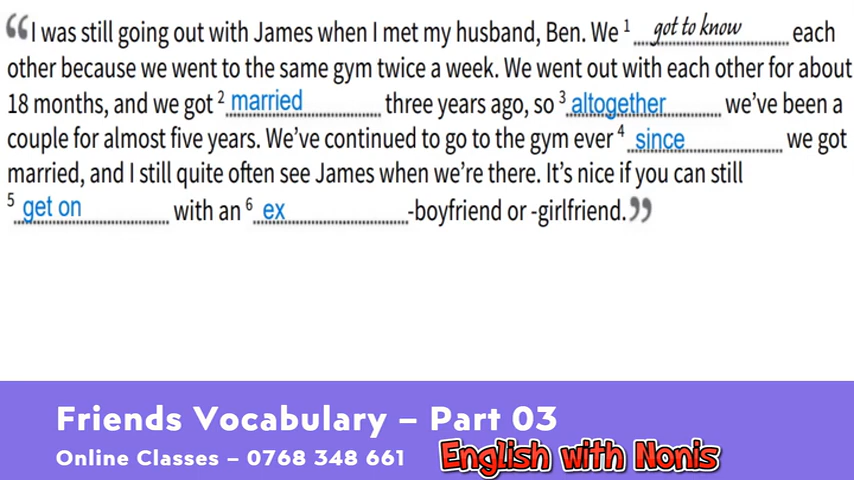 “I was still going out with James when I met my husband, Ben. We 1 got to know each
other because we went to the same gym twice a week. We went out with each other for about
18 months, and we got 2 married three years ago, so 3 altogether we’ve been a
couple for almost five years. We’ve continued to go to the gym ever 4 since we got
married, and I still quite often see James when we’re there. It’s nice if you can still
5 get on with an 6 ex -boyfriend or -girlfriend.”
Friends Vocabulary – Part 03
Online Classes – 0768 348 661 English with Nonis